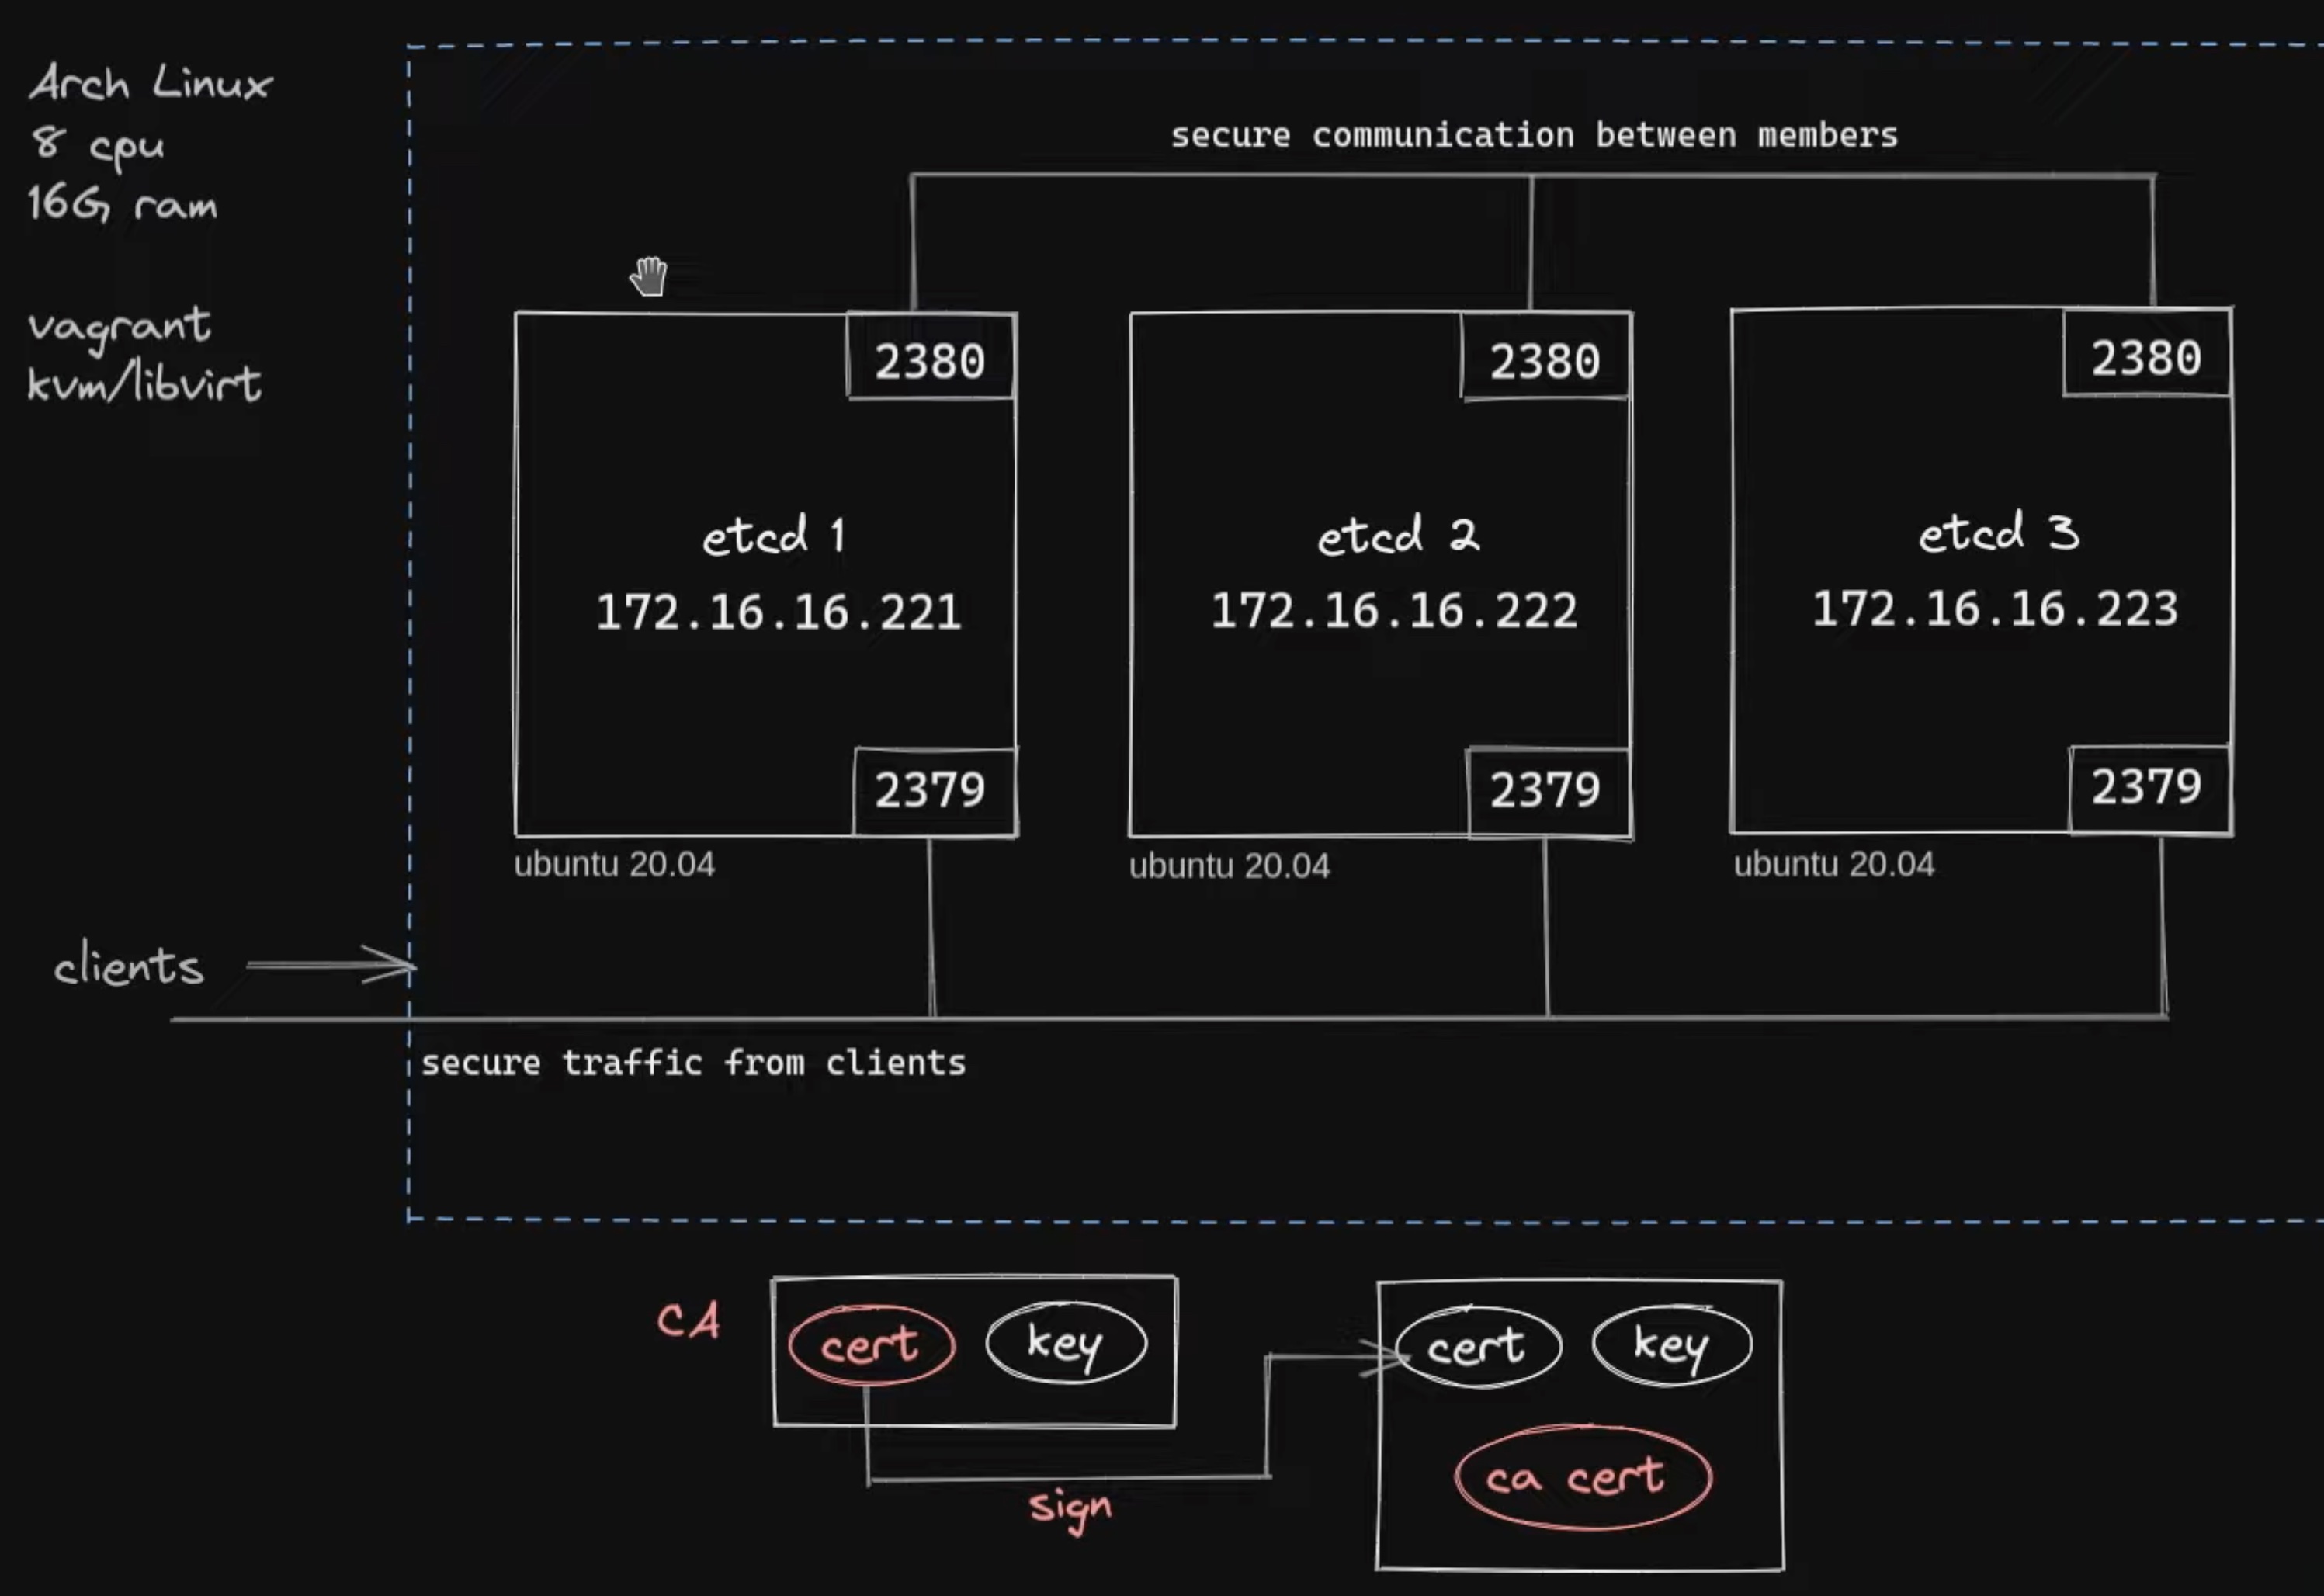 Arch Linux
8 cpu
16G ram
vagrant
kvm/libvirt
secure communication between members
2380
2380
2380
etcd 1
172.16.16.221
etcd 2
172.16.16.222
etcd 3
172.16.16.223
2379
2379
2379
ubuntu 20.04
ubuntu 20.04
ubuntu 20.04
clients
secure traffic from clients
CA
cert
key
sign
cert
key
ca cert